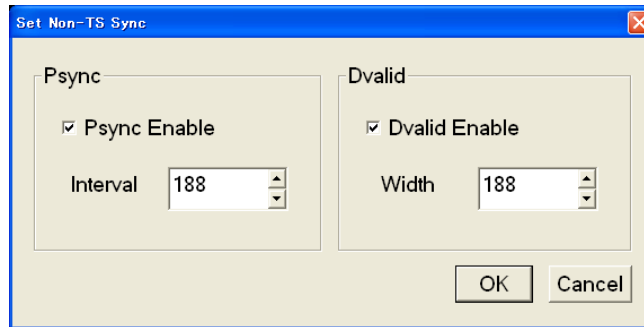 Set Non-TS Sync
Psync
Psync Enable
Interval 188
Dvalid
Dvalid Enable
Width 188
OK Cancel